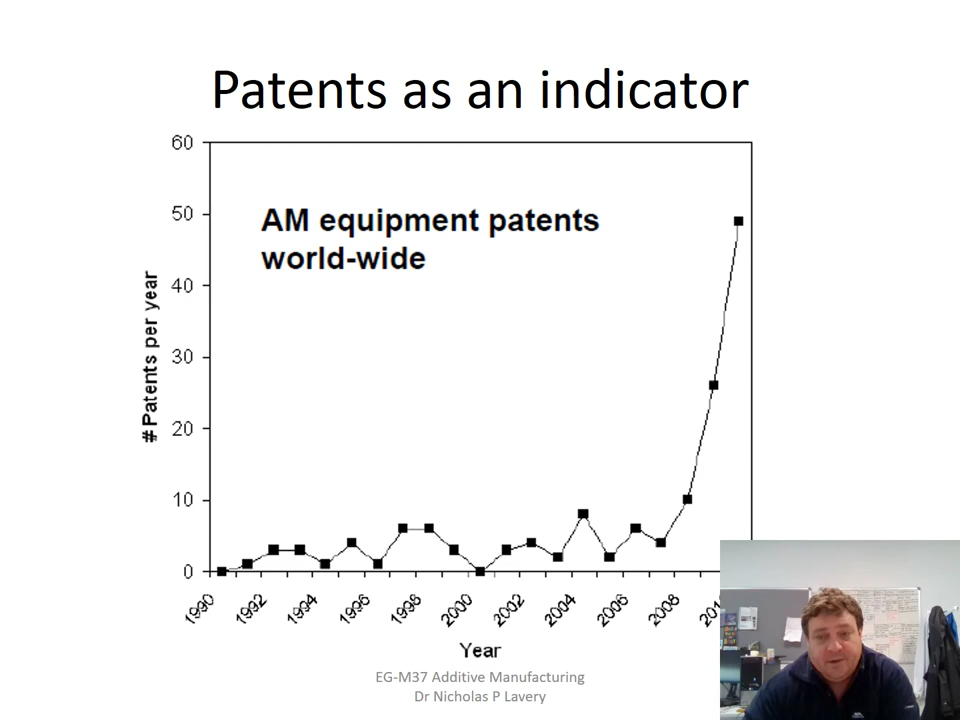 Patents as an indicator
60
50
40
30
20
10
0
# Patents per year
AM equipment patents
world-wide
1990
1992
1994
1996
1998
2000
2002
2004
2006
2008
Year
EG-M37 Additive Manufacturing
Dr Nicholas P Lavery